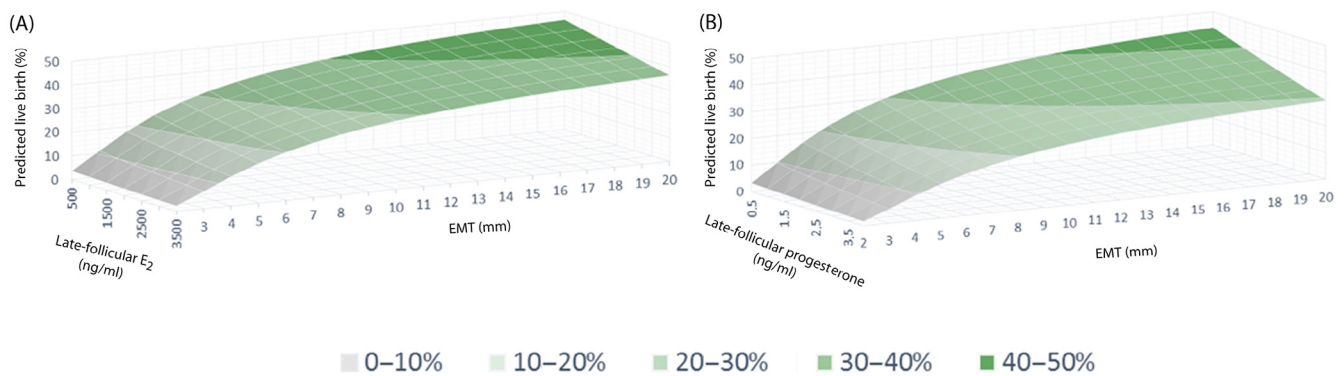 (A)
Predicted live birth (%)
50
40
30
20
10
0
500
1500
2500
3500
Late-follicular E2
(ng/ml)
3 4 5 6 7 8 9 10 11 12 13 14 15 16 17 18 19 20
EMT (mm)
(B)
Predicted live birth (%)
50
40
30
20
10
0
0,5
1,5
2,5
3,5
Late-follicular progesterone
(ng/ml)
2 3 4 5 6 7 8 9 10 11 12 13 14 15 16 17 18 19 20
EMT (mm)
0–10% 10–20% 20–30% 30–40% 40–50%